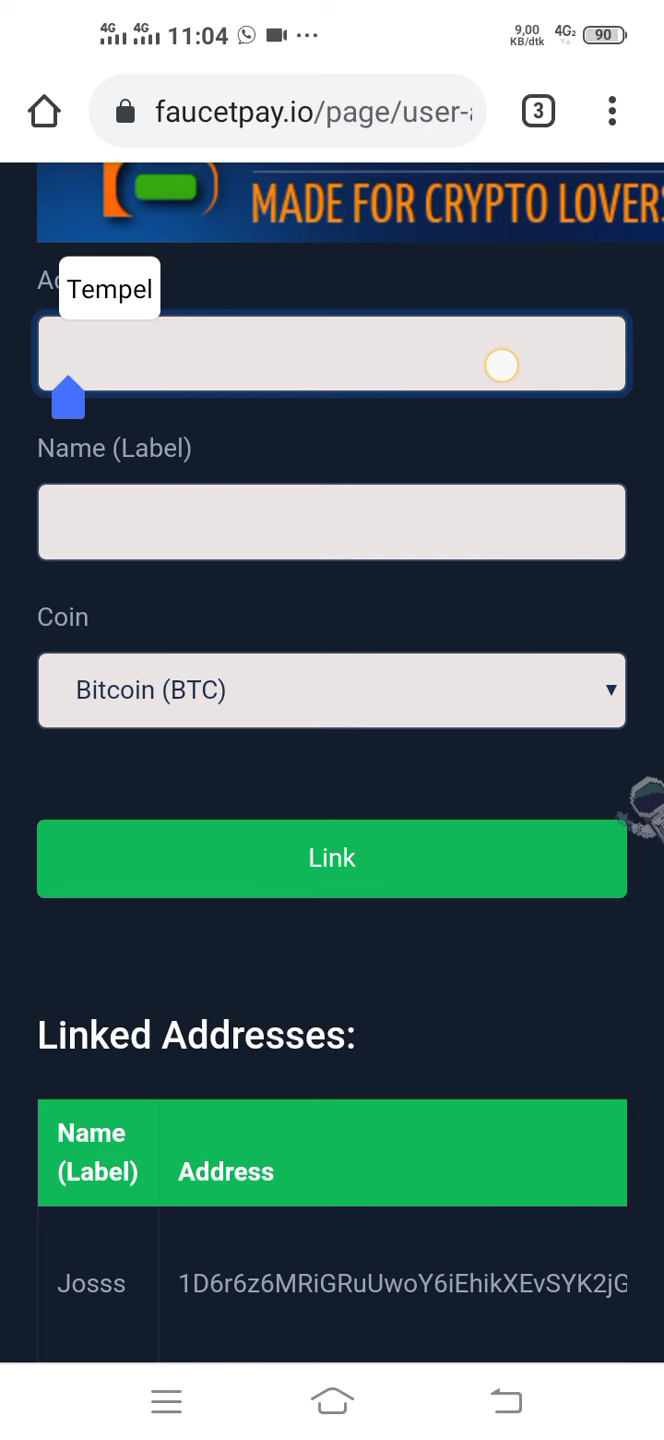 4G 4G 11:04 ... 9,00 KB/dtk 4G2 90
faucetpay.io/page/user-
3
MADE FOR CRYPTO LOVERS
Tempel
Name (Label)
Coin
Bitcoin (BTC)
Link
Linked Addresses:
Name
(Label) Address
Josss 1D6r6z6MRiGRuUwoY6iEhikXEvSYK2jG